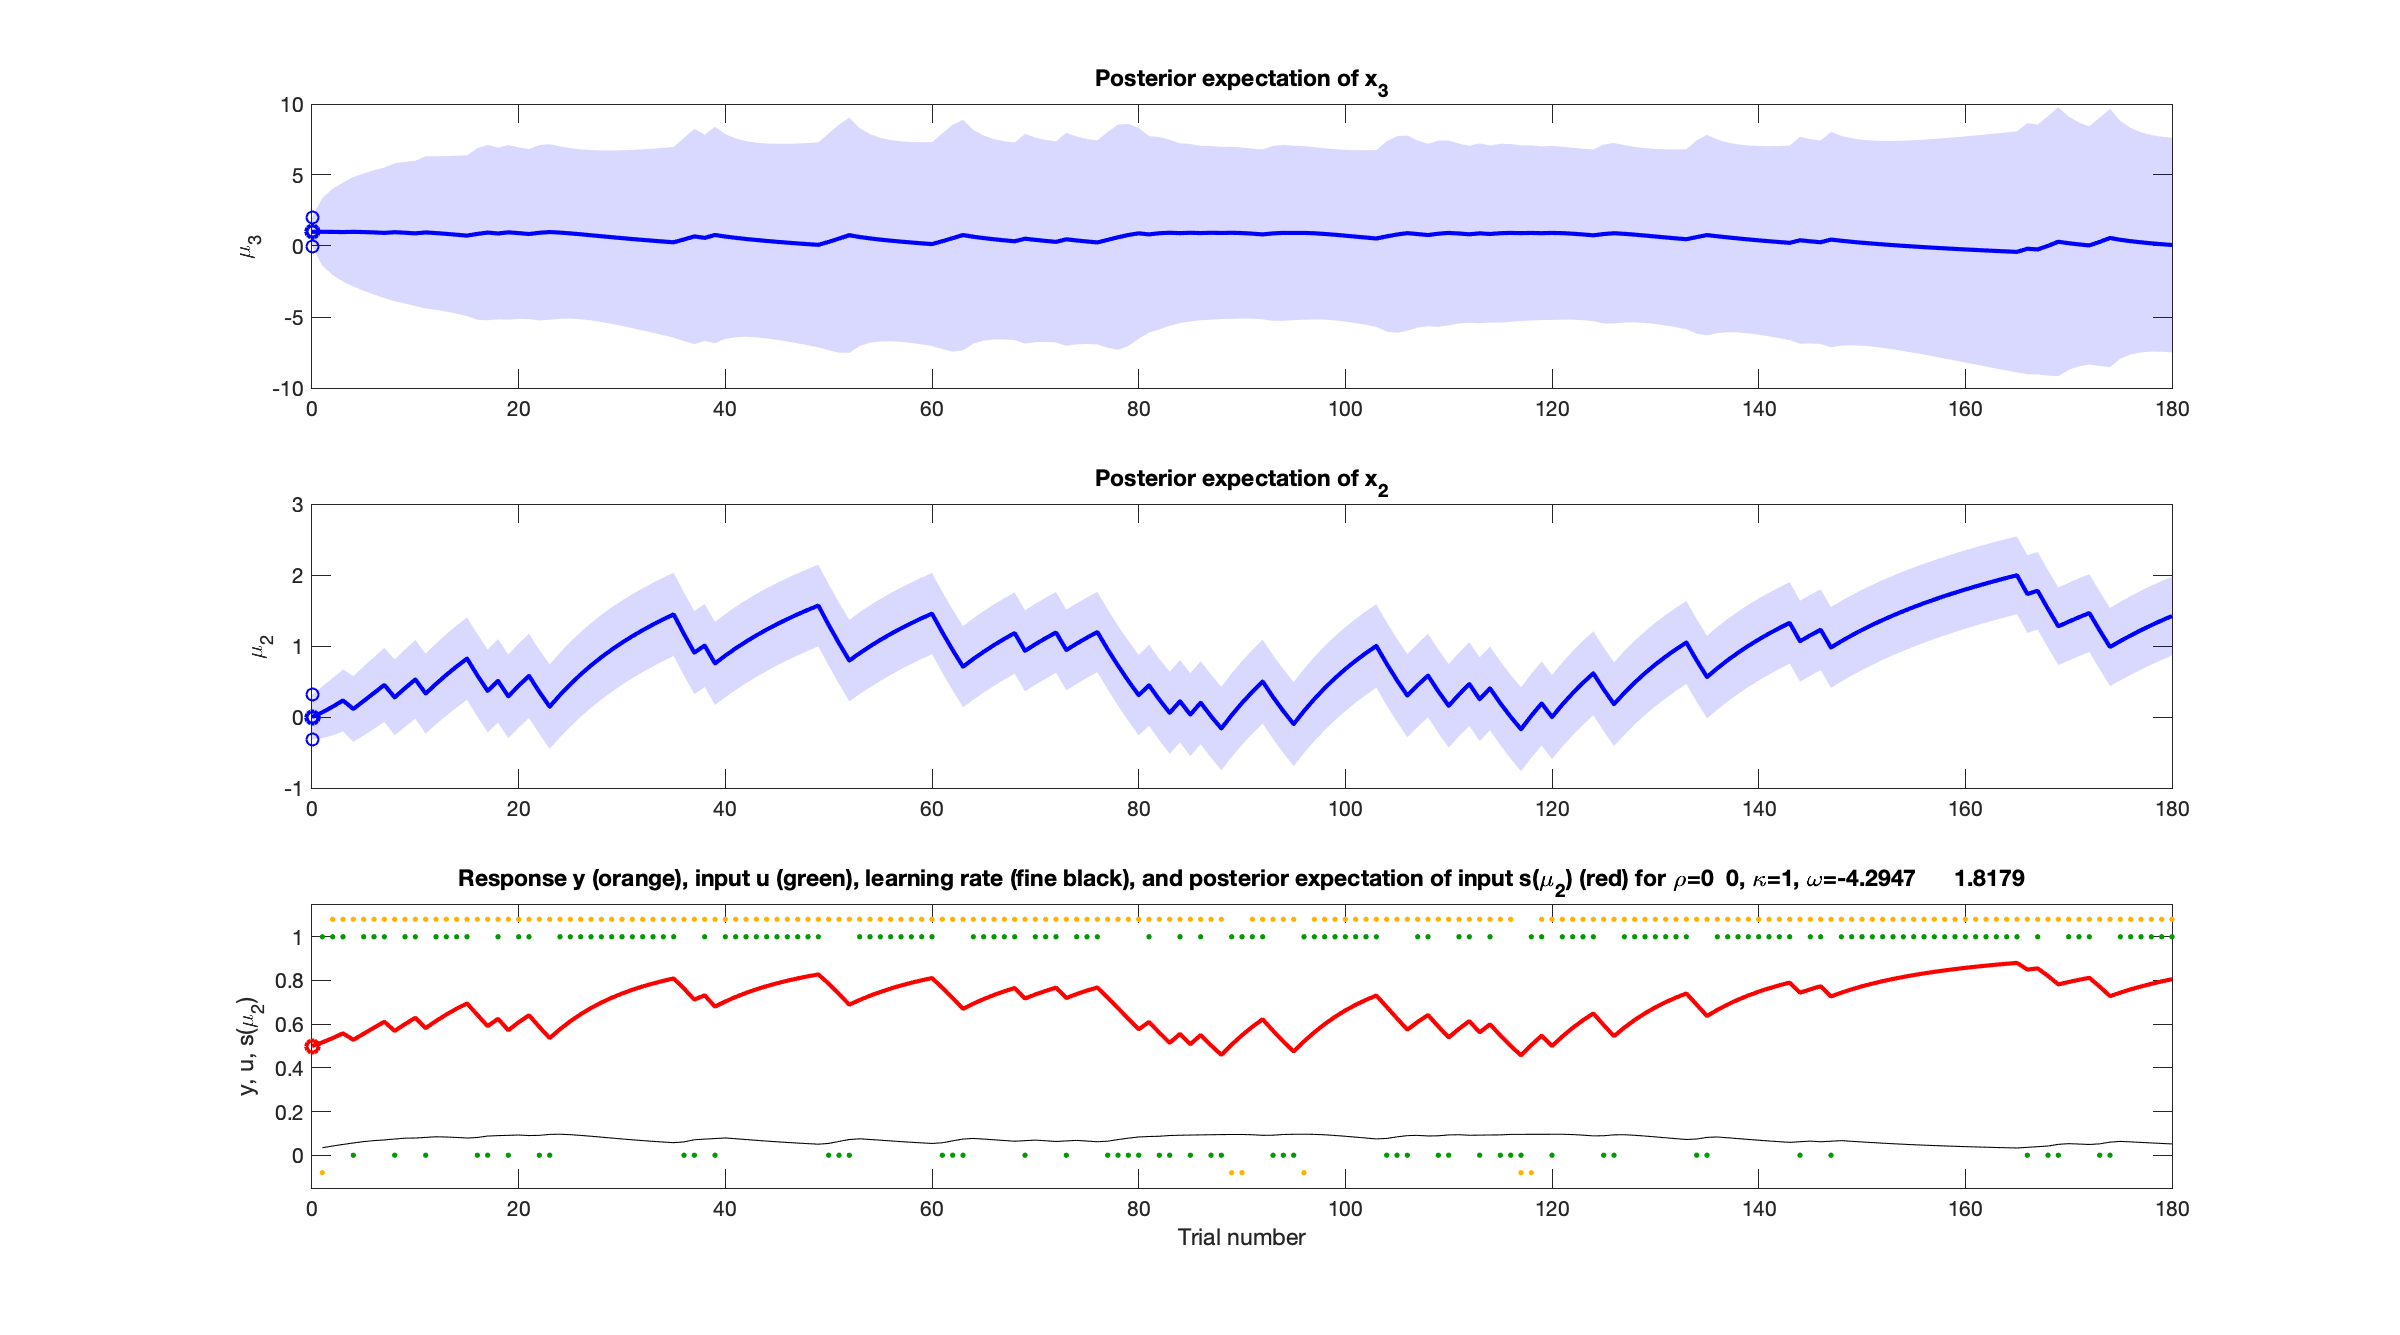 Posterior expectation of x3
10
5
0
-5
-10
μ3
0 20 40 60 80 100 120 140 160 180
Posterior expectation of x2
3
2
1
0
-1
μ2
0 20 40 60 80 100 120 140 160 180
Response y (orange), input u (green), learning rate (fine black), and posterior expectation of input s(μ2) (red) for ρ=0 0, κ=1, ω=-4.2947 1.8179
1
0.8
0.6
0.4
0.2
0
y, u, s(μ2)
0 20 40 60 80 100 120 140 160 180
Trial number